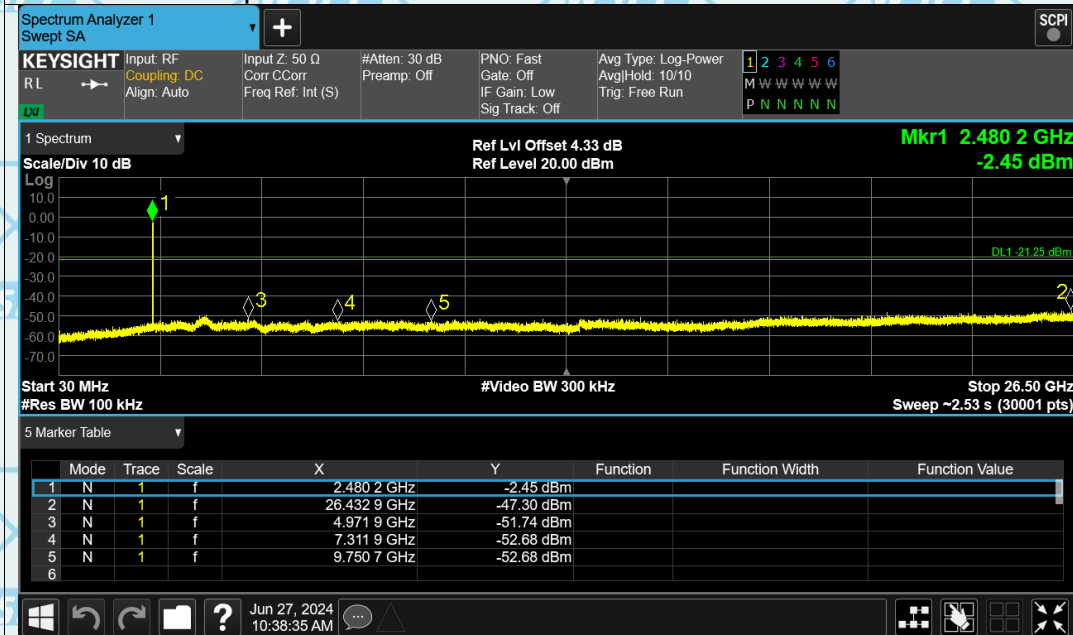 Spectrum Analyzer 1
Swept SA
+
SCPI
KEYSIGHT
R L
LXI
Input: RF
Coupling: DC
Align: Auto
Input Z: 50 Ω
Corr CCorr
Freq Ref: Int (S)
#Atten: 30 dB
Preamp: Off
PNO: Fast
Gate: Off
IF Gain: Low
Sig Track: Off
Avg Type: Log-Power
Avg|Hold: 10/10
Trig: Free Run
1 2 3 4 5 6
M W W W W W
P N N N N N
1 Spectrum
Scale/Div 10 dB
Ref Lvl Offset 4.33 dB
Ref Level 20.00 dBm
Mkr1 2.480 2 GHz
-2.45 dBm
Log
10.0
0.00
-10.0
-20.0
-30.0
-40.0
-50.0
-60.0
-70.0
1
3
4
5
2
DL1 -21.25 dBm
Start 30 MHz
#Video BW 300 kHz
Stop 26.50 GHz
#Res BW 100 kHz
Sweep ~2.53 s (30001 pts)
5 Marker Table
Mode Trace Scale X Y Function Function Width Function Value
1 N 1 f 2.480 2 GHz -2.45 dBm
2 N 1 f 26.432 9 GHz -47.30 dBm
3 N 1 f 4.971 9 GHz -51.74 dBm
4 N 1 f 7.311 9 GHz -52.68 dBm
5 N 1 f 9.750 7 GHz -52.68 dBm
6
?
Jun 27, 2024
10:38:35 AM